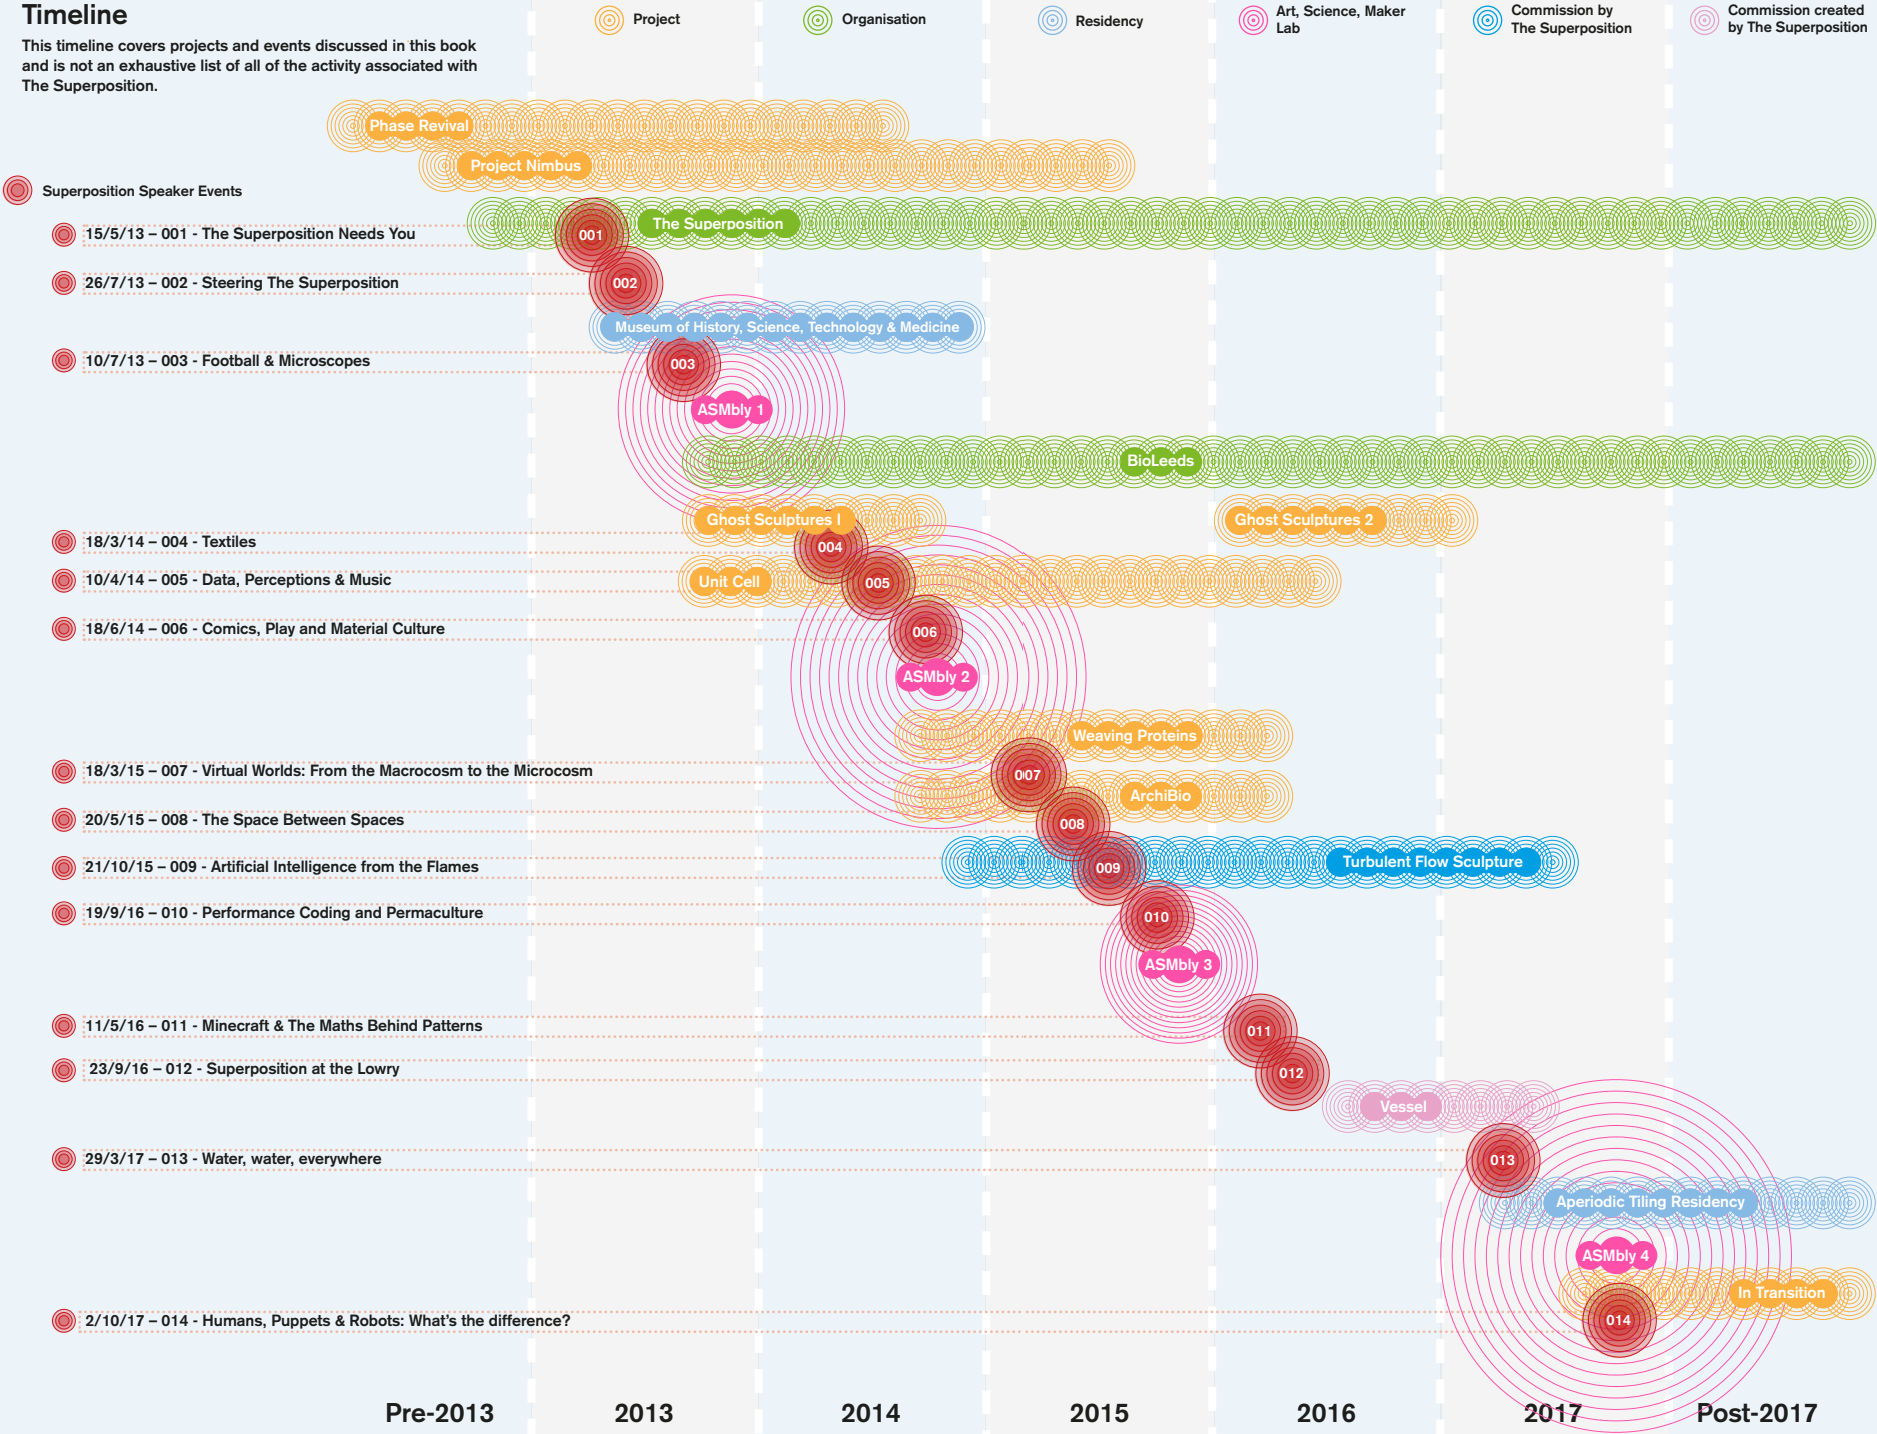 Timeline
This timeline covers projects and events discussed in this book
and is not an exhaustive list of all of the activity associated with
The Superposition.
Project
Organisation
Residency
Art, Science, Maker
Lab
Commission by
The Superposition
Commission created
by The Superposition
Phase Revival
Project Nimbus
Superposition Speaker Events
The Superposition
15/5/13 – 001 - The Superposition Needs You
001
26/7/13 – 002 - Steering The Superposition
002
Museum of History, Science, Technology & Medicine
10/7/13 – 003 - Football & Microscopes
003
ASMbly 1
BioLeeds
Ghost Sculptures I
Ghost Sculptures 2
18/3/14 – 004 - Textiles
004
10/4/14 – 005 - Data, Perceptions & Music
Unit Cell
005
18/6/14 – 006 - Comics, Play and Material Culture
006
ASMbly 2
Weaving Proteins
18/3/15 – 007 - Virtual Worlds: From the Macrocosm to the Microcosm
007
ArchiBio
20/5/15 – 008 - The Space Between Spaces
008
21/10/15 – 009 - Artificial Intelligence from the Flames
009
Turbulent Flow Sculpture
19/9/16 – 010 - Performance Coding and Permaculture
010
ASMbly 3
11/5/16 – 011 - Minecraft & The Maths Behind Patterns
011
23/9/16 – 012 - Superposition at the Lowry
012
Vessel
29/3/17 – 013 - Water, water, everywhere
013
Aperiodic Tiling Residency
ASMbly 4
In Transition
2/10/17 – 014 - Humans, Puppets & Robots: What's the difference?
014
Pre-2013
2013
2014
2015
2016
2017
Post-2017